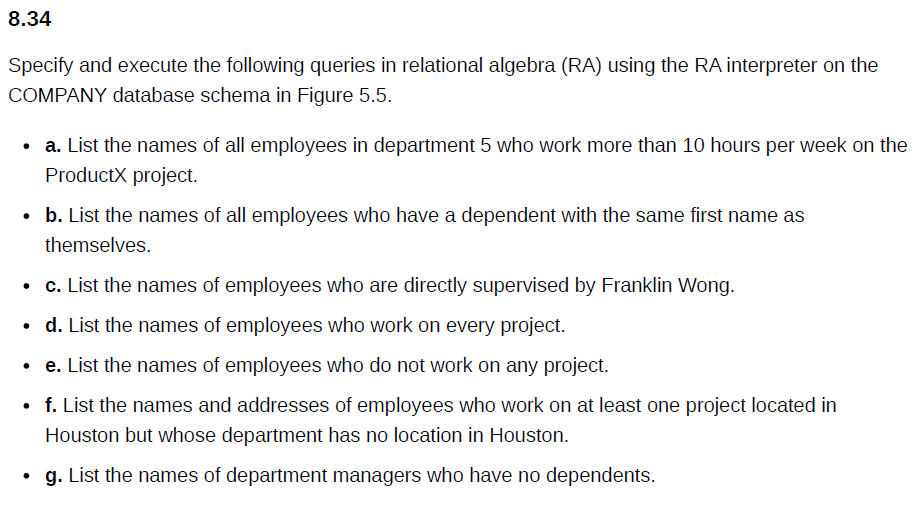 8.34
Specify and execute the following queries in relational algebra (RA) using the RA interpreter on the
COMPANY database schema in Figure 5.5.
• a. List the names of all employees in department 5 who work more than 10 hours per week on the
ProductX project.
• b. List the names of all employees who have a dependent with the same first name as
themselves.
• c. List the names of employees who are directly supervised by Franklin Wong.
• d. List the names of employees who work on every project.
• e. List the names of employees who do not work on any project.
• f. List the names and addresses of employees who work on at least one project located in
Houston but whose department has no location in Houston.
• g. List the names of department managers who have no dependents.